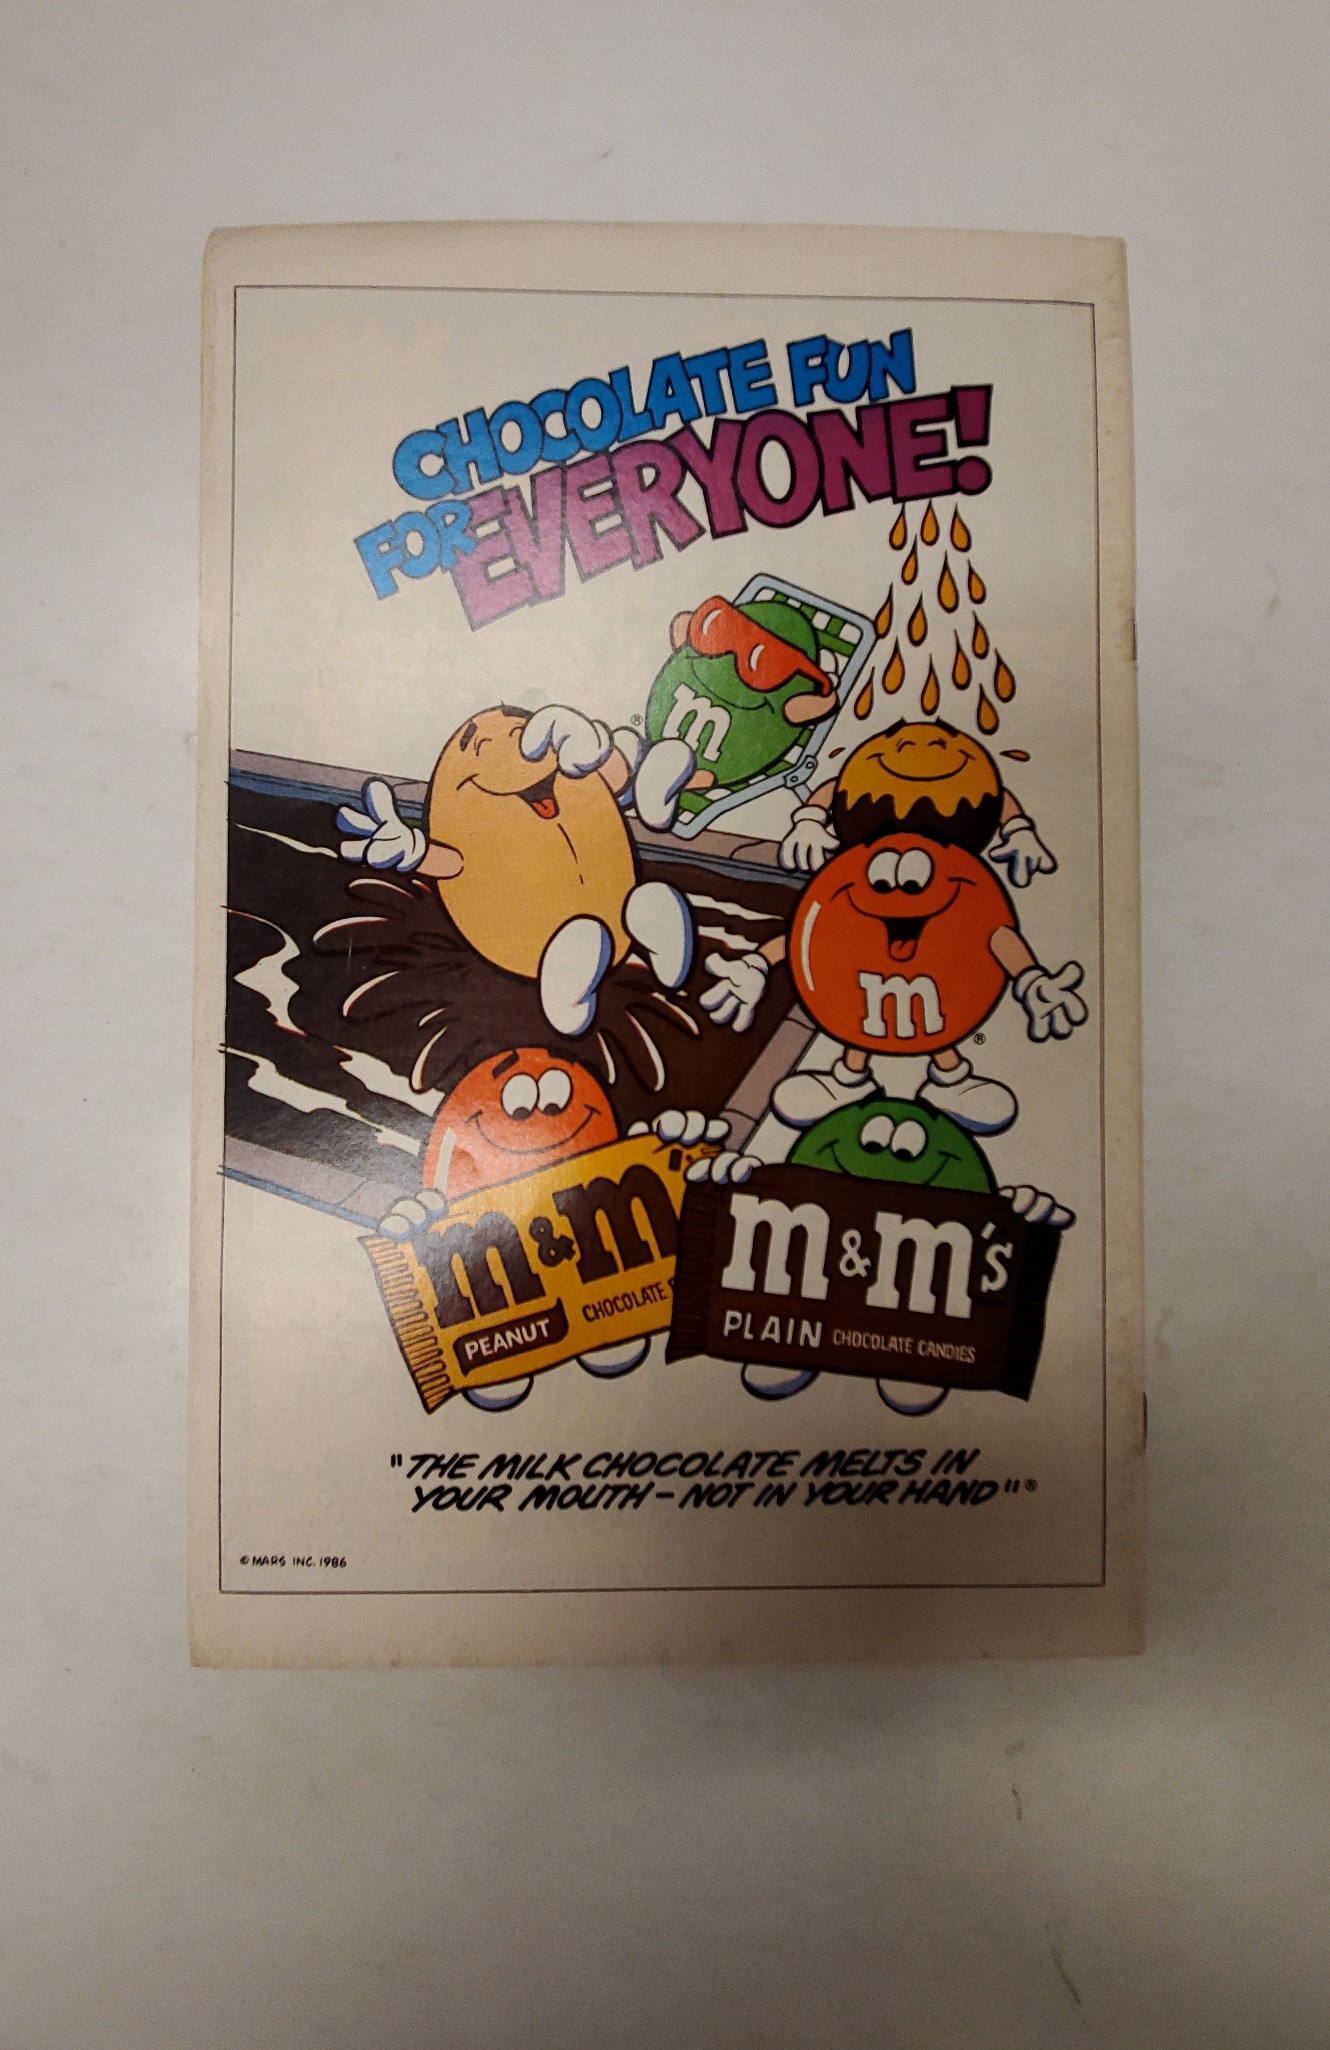 CHOCOLATE FUN
FOR EVERYONE!
m
®
m
®
m&m's
PEANUT
CHOCOLATE
m&m's
PLAIN CHOCOLATE CANDIES
"THE MILK CHOCOLATE MELTS IN
YOUR MOUTH - NOT IN YOUR HAND"®
© MARS INC. 1986